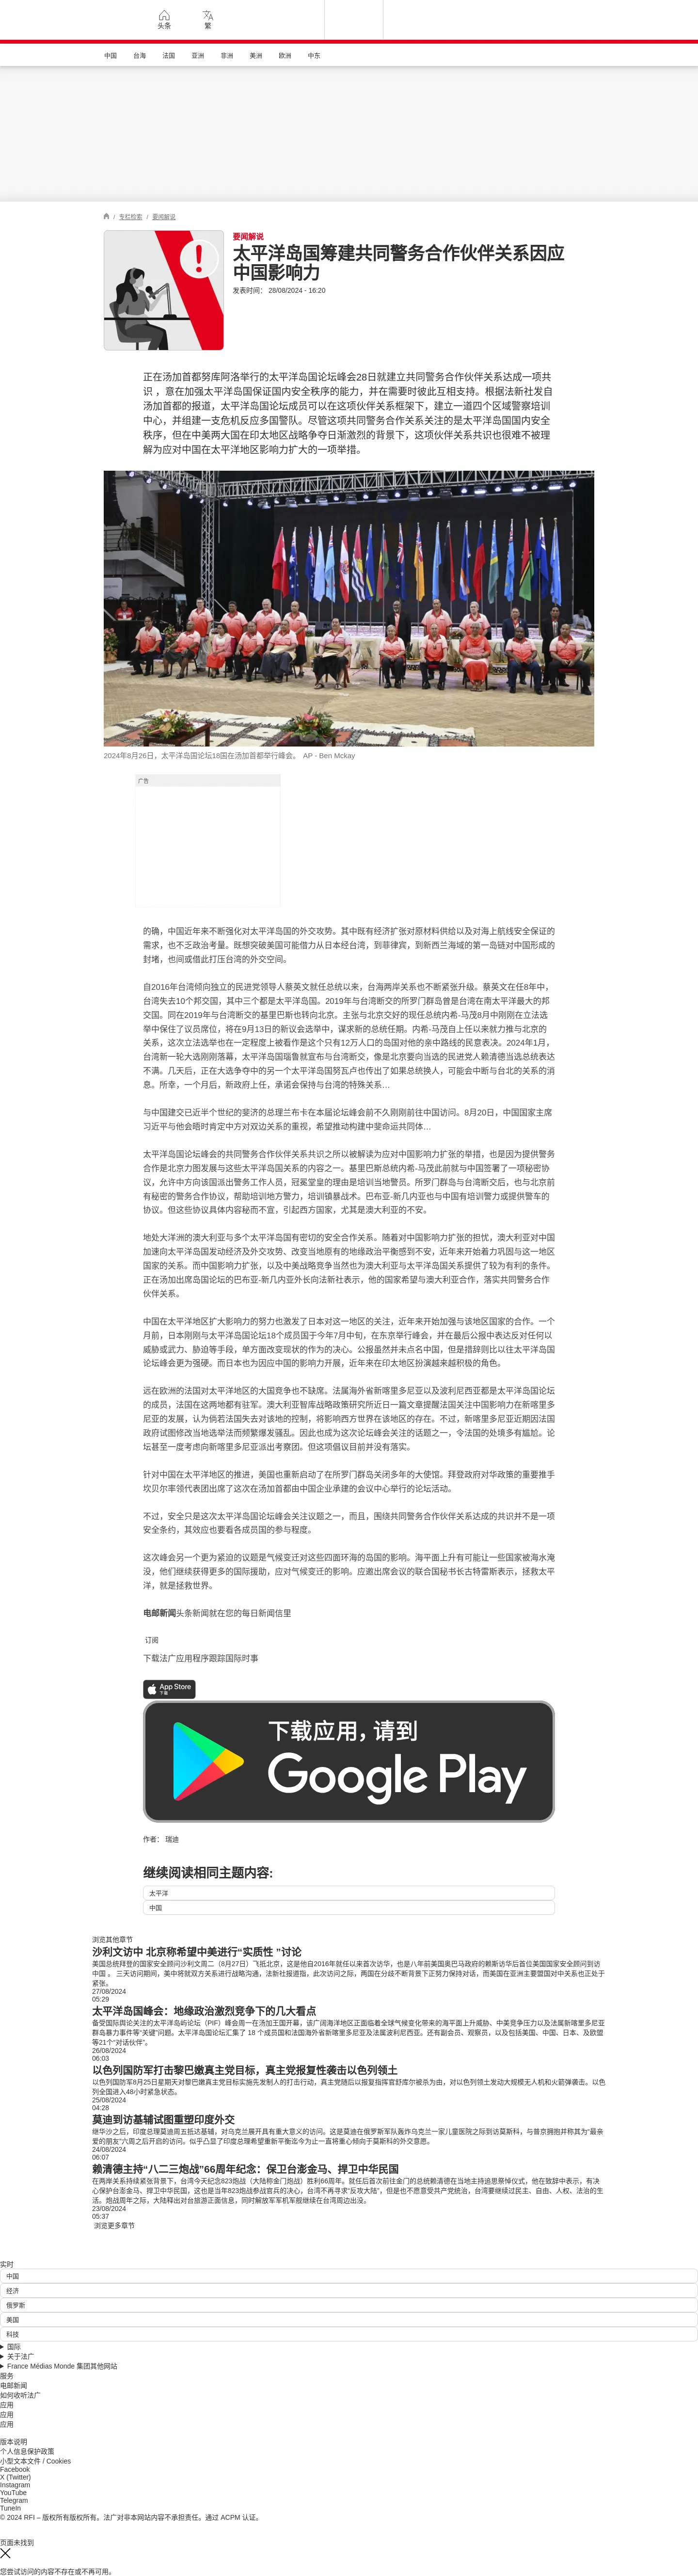 头条
繁
中国 台海 法国 亚洲 非洲 美洲 欧洲 中东
/ 专栏检索 / 要闻解说
要闻解说
太平洋岛国筹建共同警务合作伙伴关系因应
中国影响力
发表时间： 28/08/2024 - 16:20
正在汤加首都努库阿洛举行的太平洋岛国论坛峰会28日就建立共同警务合作伙伴关系达成一项共
识 ，意在加强太平洋岛国保证国内安全秩序的能力，并在需要时彼此互相支持。根据法新社发自
汤加首都的报道，太平洋岛国论坛成员可以在这项伙伴关系框架下，建立一道四个区域警察培训
中心，并组建一支危机反应多国警队。尽管这项共同警务合作关系关注的是太平洋岛国国内安全
秩序，但在中美两大国在印太地区战略争夺日渐激烈的背景下，这项伙伴关系共识也很难不被理
解为应对中国在太平洋地区影响力扩大的一项举措。
2024年8月26日，太平洋岛国论坛18国在汤加首都举行峰会。 AP - Ben Mckay
广告
的确，中国近年来不断强化对太平洋岛国的外交攻势。其中既有经济扩张对原材料供给以及对海上航线安全保证的
需求，也不乏政治考量。既想突破美国可能借力从日本经台湾，到菲律宾，到新西兰海域的第一岛链对中国形成的
封堵，也间或借此打压台湾的外交空间。
自2016年台湾倾向独立的民进党领导人蔡英文就任总统以来，台海两岸关系也不断紧张升级。蔡英文在任8年中，
台湾失去10个邦交国，其中三个都是太平洋岛国。2019年与台湾断交的所罗门群岛曾是台湾在南太平洋最大的邦
交国。同在2019年与台湾断交的基里巴斯也转向北京。主张与北京交好的现任总统内希-马茂8月中刚刚在立法选
举中保住了议员席位，将在9月13日的新议会选举中，谋求新的总统任期。内希-马茂自上任以来就力推与北京的
关系，这次立法选举也在一定程度上被看作是这个只有12万人口的岛国对他的亲中路线的民意表决。2024年1月，
台湾新一轮大选刚刚落幕，太平洋岛国瑙鲁就宣布与台湾断交，像是北京要向当选的民进党人赖清德当选总统表达
不满。几天后，正在大选争夺中的另一个太平洋岛国努瓦卢也传出了如果总统换人，可能会中断与台北的关系的消
息。所幸，一个月后，新政府上任，承诺会保持与台湾的特殊关系…
与中国建交已近半个世纪的斐济的总理兰布卡在本届论坛峰会前不久刚刚前往中国访问。8月20日，中国国家主席
习近平与他会晤时肯定中方对双边关系的重视，希望推动构建中斐命运共同体…
太平洋岛国论坛峰会的共同警务合作伙伴关系共识之所以被解读为应对中国影响力扩张的举措，也是因为提供警务
合作是北京力图发展与这些太平洋岛国关系的内容之一。基里巴斯总统内希-马茂此前就与中国签署了一项秘密协
议，允许中方向该国派出警务工作人员，冠冕堂皇的理由是培训当地警员。所罗门群岛与台湾断交后，也与北京前
有秘密的警务合作协议，帮助培训地方警力，培训镇暴战术。巴布亚-新几内亚也与中国有培训警力或提供警车的
协议。但这些协议具体内容秘而不宣，引起西方国家，尤其是澳大利亚的不安。
地处大洋洲的澳大利亚与多个太平洋岛国有密切的安全合作关系。随着对中国影响力扩张的担忧，澳大利亚对中国
加速向太平洋岛国发动经济及外交攻势、改变当地原有的地缘政治平衡感到不安，近年来开始着力巩固与这一地区
国家的关系。而中国影响力扩张，以及中美战略竞争当然也为澳大利亚与太平洋岛国关系提供了较为有利的条件。
正在汤加出席岛国论坛的巴布亚-新几内亚外长向法新社表示，他的国家希望与澳大利亚合作，落实共同警务合作
伙伴关系。
中国在太平洋地区扩大影响力的努力也激发了日本对这一地区的关注，近年来开始加强与该地区国家的合作。一个
月前，日本刚刚与太平洋岛国论坛18个成员国于今年7月中旬，在东京举行峰会，并在最后公报中表达反对任何以
威胁或武力、胁迫等手段，单方面改变现状的作为的决心。公报虽然并未点名中国，但是措辞则比以往太平洋岛国
论坛峰会更为强硬。而日本也为因应中国的影响力开展，近年来在印太地区扮演越来越积极的角色。
远在欧洲的法国对太平洋地区的大国竞争也不缺席。法属海外省新喀里多尼亚以及波利尼西亚都是太平洋岛国论坛
的成员，法国在这两地都有驻军。澳大利亚智库战略政策研究所近日一篇文章提醒法国关注中国影响力在新喀里多
尼亚的发展，认为倘若法国失去对该地的控制，将影响西方世界在该地区的存在。不过，新喀里多尼亚近期因法国
政府试图修改当地选举法而频繁爆发骚乱。因此也成为这次论坛峰会关注的话题之一，令法国的处境多有尴尬。论
坛甚至一度考虑向新喀里多尼亚派出考察团。但这项倡议目前并没有落实。
针对中国在太平洋地区的推进，美国也重新启动了在所罗门群岛关闭多年的大使馆。拜登政府对华政策的重要推手
坎贝尔率领代表团出席了这次在汤加首都由中国企业承建的会议中心举行的论坛活动。
不过，安全只是这次太平洋岛国论坛峰会关注议题之一，而且，围绕共同警务合作伙伴关系达成的共识并不是一项
安全条约，其效应也要看各成员国的参与程度。
这次峰会另一个更为紧迫的议题是气候变迁对这些四面环海的岛国的影响。海平面上升有可能让一些国家被海水淹
没，他们继续获得更多的国际援助，应对气候变迁的影响。应邀出席会议的联合国秘书长古特雷斯表示，拯救太平
洋，就是拯救世界。
电邮新闻头条新闻就在您的每日新闻信里
订阅
下载法广应用程序跟踪国际时事
App Store
下载
下载应用，请到
Google Play
作者： 瑞迪
继续阅读相同主题内容:
太平洋
中国
浏览其他章节
沙利文访中 北京称希望中美进行“实质性 ”讨论
美国总统拜登的国家安全顾问沙利文周二（8月27日）飞抵北京，这是他自2016年就任以来首次访华，也是八年前美国奥巴马政府的赖斯访华后首位美国国家安全顾问到访
中国 。 三天访问期间，美中将就双方关系进行战略沟通，法新社报道指，此次访问之际，两国在分歧不断背景下正努力保持对话，而美国在亚洲主要盟国对中关系也正处于
紧张。
27/08/2024
05:29
太平洋岛国峰会：地缘政治激烈竞争下的几大看点
备受国际舆论关注的太平洋岛屿论坛（PIF）峰会周一在汤加王国开幕，该广阔海洋地区正面临着全球气候变化带来的海平面上升威胁、中美竞争压力以及法属新喀里多尼亚
群岛暴力事件等“关键”问题。太平洋岛国论坛汇集了 18 个成员国和法国海外省新喀里多尼亚及法属波利尼西亚。还有副会员、观察员，以及包括美国、中国、日本、及欧盟
等21个“对话伙伴”。
26/08/2024
06:03
以色列国防军打击黎巴嫩真主党目标，真主党报复性袭击以色列领土
以色列国防军8月25日星期天对黎巴嫩真主党目标实施先发制人的打击行动，真主党随后以报复指挥官舒库尔被杀为由，对以色列领土发动大规模无人机和火箭弹袭击。以色
列全国进入48小时紧急状态。
25/08/2024
04:28
莫迪到访基辅试图重塑印度外交
继华沙之后，印度总理莫迪周五抵达基辅，对乌克兰展开具有重大意义的访问。这是莫迪在俄罗斯军队轰炸乌克兰一家儿童医院之际到访莫斯科，与普京拥抱并称其为“最亲
爱的朋友”六周之后开启的访问。似乎凸显了印度总理希望重新平衡迄今为止一直将重心倾向于莫斯科的外交意愿。
24/08/2024
06:07
赖清德主持“八二三炮战”66周年纪念：保卫台澎金马、捍卫中华民国
在两岸关系持续紧张背景下，台湾今天纪念823炮战（大陆称金门炮战）胜利66周年。就任后首次前往金门的总统赖清德在当地主持追思祭悼仪式，他在致辞中表示，有决
心保护台澎金马、捍卫中华民国，这也是当年823炮战参战官兵的决心，台湾不再寻求“反攻大陆”，但是也不愿意受共产党统治，台湾要继续过民主、自由、人权、法治的生
活。炮战周年之际，大陆释出对台旅游正面信息，同时解放军军机军舰继续在台湾周边出没。
23/08/2024
05:37
浏览更多章节
实时
中国
经济
俄罗斯
美国
科技
国际
关于法广
France Médias Monde 集团其他网站
服务
电邮新闻
如何收听法广
应用
应用
应用
版本说明
个人信息保护政策
小型文本文件 / Cookies
Facebook
X (Twitter)
Instagram
YouTube
Telegram
TuneIn
© 2024 RFI – 版权所有版权所有。法广对非本网站内容不承担责任。通过 ACPM 认证。
页面未找到
您尝试访问的内容不存在或不再可用。